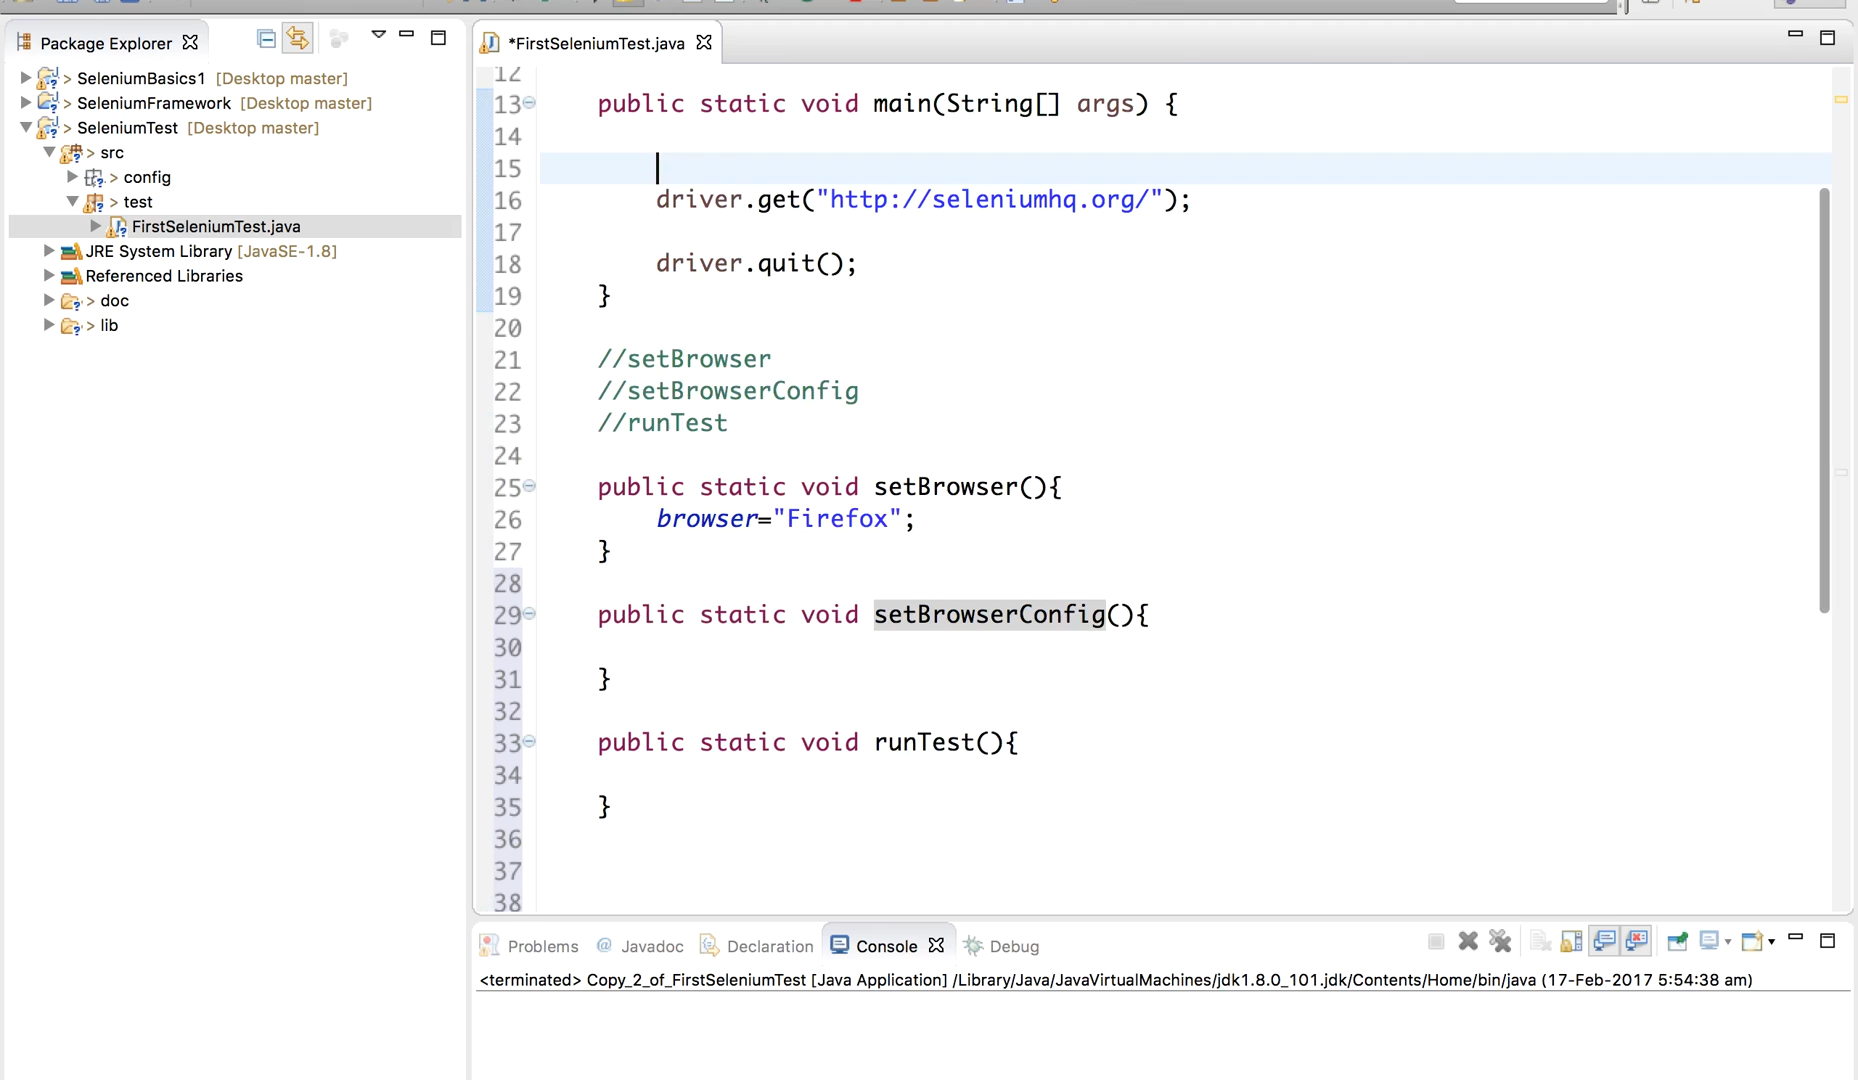 Package Explorer
> SeleniumBasics1 [Desktop master]
> SeleniumFramework [Desktop master]
> SeleniumTest [Desktop master]
> src
> config
> test
FirstSeleniumTest.java
JRE System Library [JavaSE-1.8]
Referenced Libraries
> doc
> lib
*FirstSeleniumTest.java
12
13 public static void main(String[] args) {
14
15
16 driver.get("http://seleniumhq.org/");
17
18 driver.quit();
19 }
20
21 //setBrowser
22 //setBrowserConfig
23 //runTest
24
25 public static void setBrowser(){
26 browser="Firefox";
27 }
28
29 public static void setBrowserConfig(){
30
31 }
32
33 public static void runTest(){
34
35 }
36
37
38
Problems @ Javadoc Declaration Console Debug
<terminated> Copy_2_of_FirstSeleniumTest [Java Application] /Library/Java/JavaVirtualMachines/jdk1.8.0_101.jdk/Contents/Home/bin/java (17-Feb-2017 5:54:38 am)